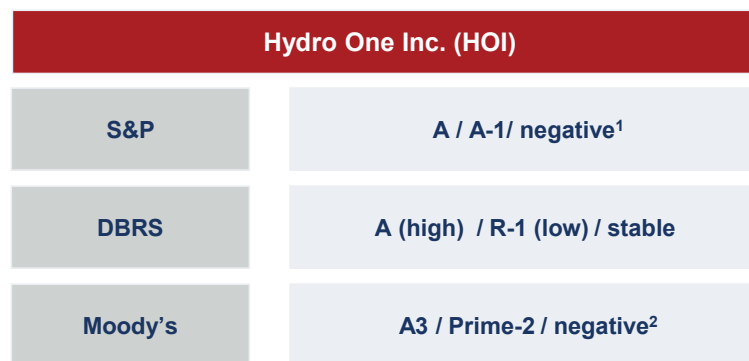 Hydro One Inc. (HOI)
S&P
A / A-1/ negative¹
DBRS
A (high) / R-1 (low) / stable
Moody’s
A3 / Prime-2 / negative²